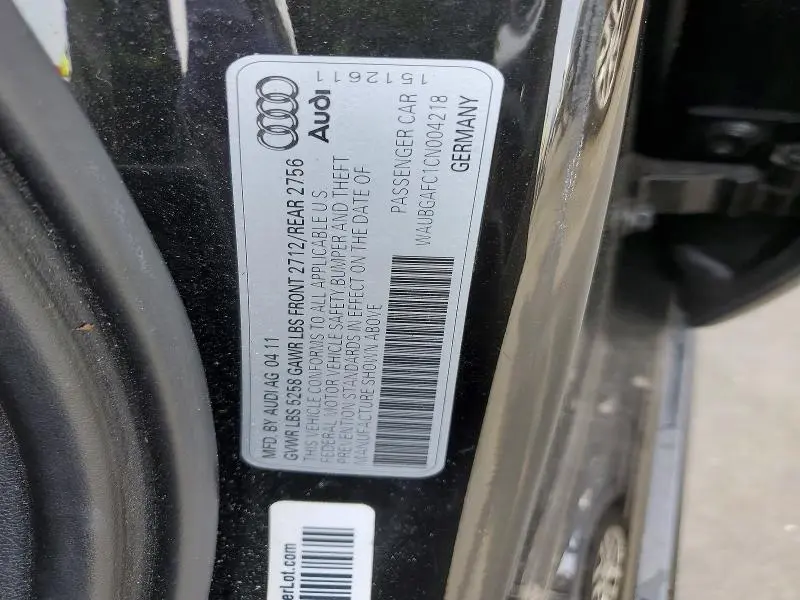 Audi
1512611
MFD. BY AUDI AG 04 11
GVWR LBS 5258 GAWR LBS FRONT 2712/REAR 2756
THIS VEHICLE CONFORMS TO ALL APPLICABLE U.S.
FEDERAL MOTOR VEHICLE SAFETY BUMPER AND THEFT
PREVENTION STANDARDS IN EFFECT ON THE DATE OF
MANUFACTURE SHOWN ABOVE
PASSENGER CAR
WAUBGAFC1CN004218
GERMANY
erLot.com